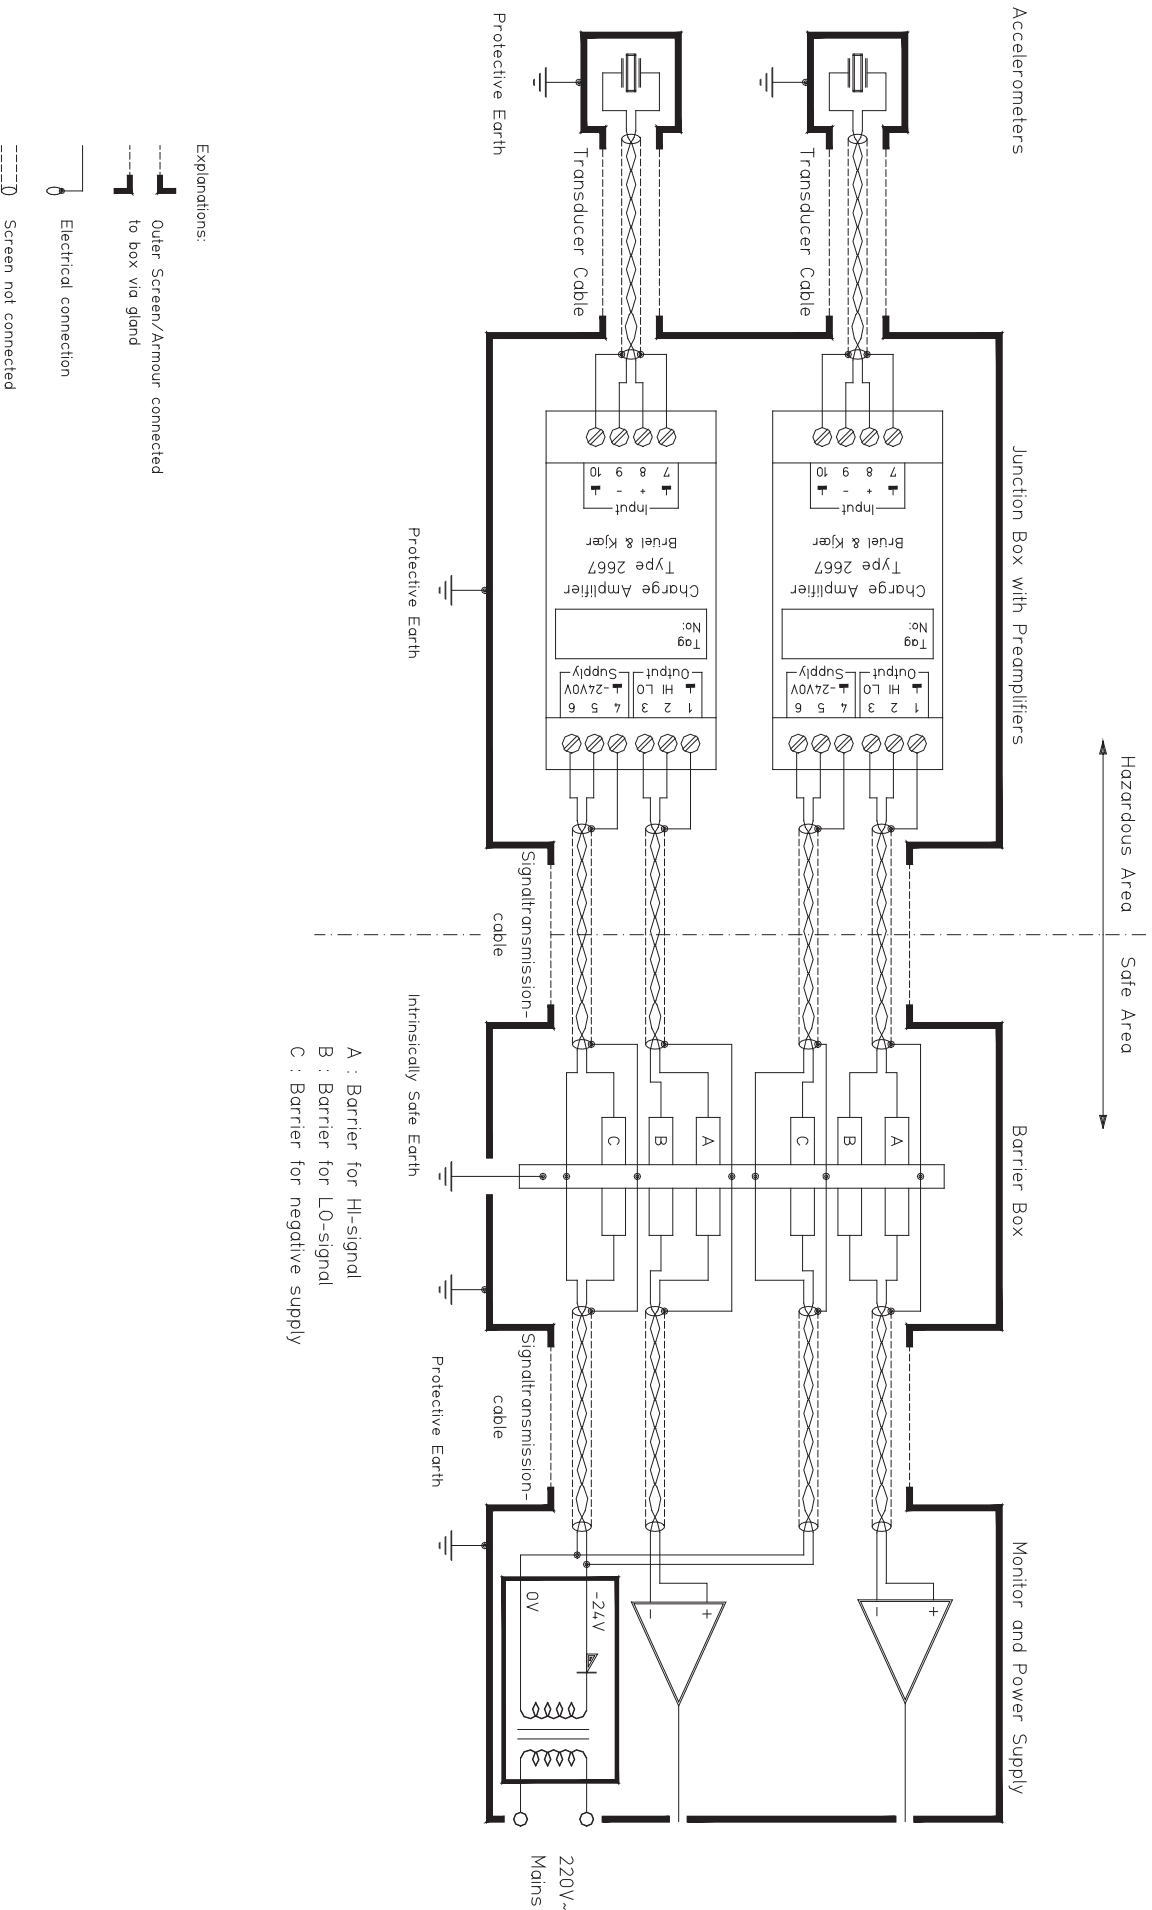 Hazardous Area
Safe Area
Accelerometers
Junction Box with Preamplifiers
Barrier Box
Monitor and Power Supply
Transducer Cable
7 8 9 10
+ -
Input
Brüel & Kjær
Type 2667
Charge Amplifier
Tag
No:
Output
Supply
HI LO
-24V 0V
1 2 3 4 5 6
A
B
C
+
-
Transducer Cable
7 8 9 10
+ -
Input
Brüel & Kjær
Type 2667
Charge Amplifier
Tag
No:
Output
Supply
HI LO
-24V 0V
1 2 3 4 5 6
A
B
C
+
-
-24V
0V
220V~
Mains
Signaltransmission-
cable
Signaltransmission-
cable
Protective Earth
Protective Earth
Intrinsically Safe Earth
Protective Earth
A : Barrier for HI-signal
B : Barrier for LO-signal
C : Barrier for negative supply
Explanations:
Outer Screen/Armour connected
to box via gland
Electrical connection
Screen not connected